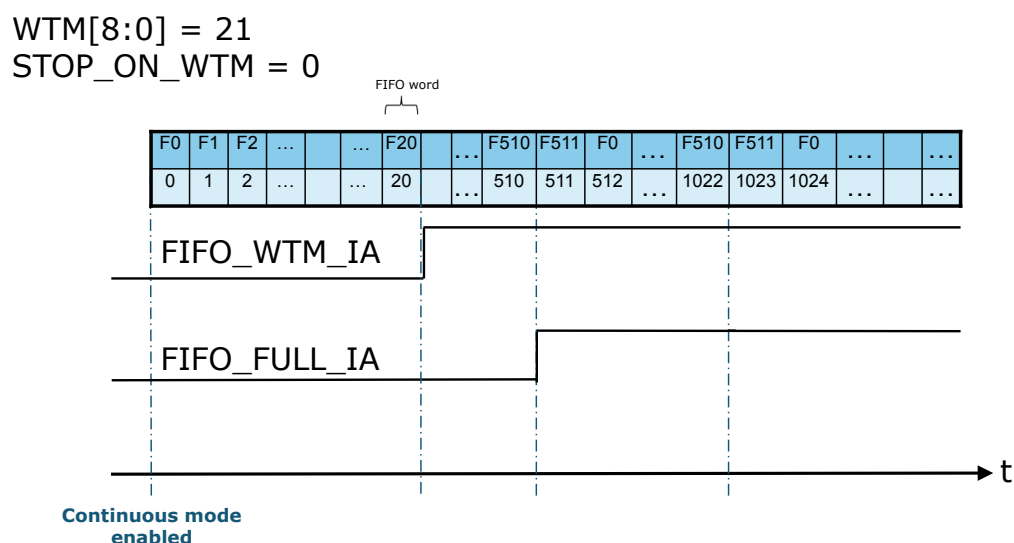 WTM[8:0] = 21
STOP_ON_WTM = 0
FIFO word
F0 F1 F2 ... ... F20 ... F510 F511 F0 ... F510 F511 F0 ... ...
0 1 2 ... ... 20 ... 510 511 512 ... 1022 1023 1024 ... ...
FIFO_WTM_IA
FIFO_FULL_IA
t
Continuous mode
enabled